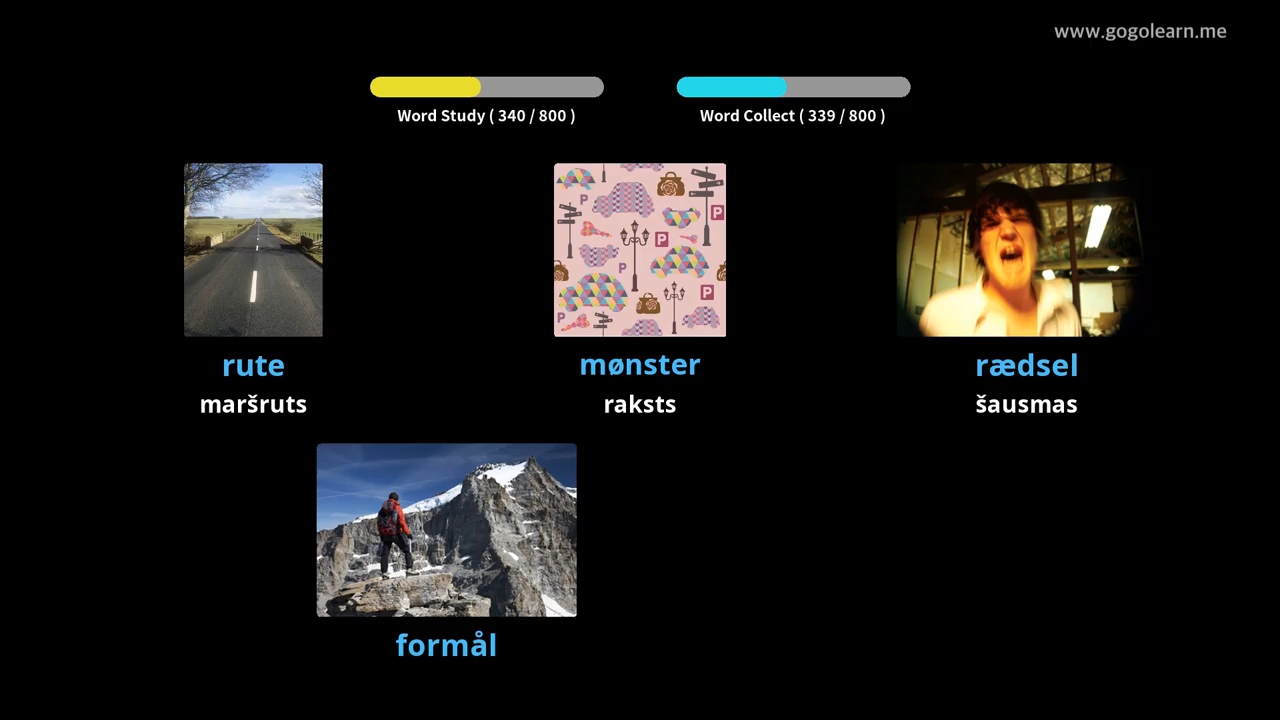 www.gogolearn.me
Word Study ( 340 / 800 )
Word Collect ( 339 / 800 )
P
P
P
P
P
P
rute
mønster
rædsel
maršruts
raksts
šausmas
formål